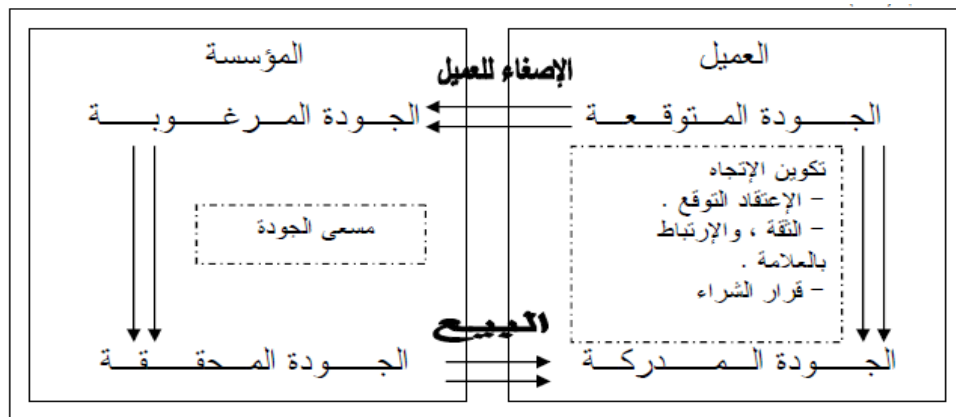 العميل
المؤسسة
الإصغاء للعميل
الجودة المتوقعة
الجودة المرغوبة
تكوين الإتجاه
- الإعتقاد التوقع .
- الثقة ، والإرتباط
بالعلامة .
- قرار الشراء
مسعى الجودة
البيع
الجودة المدركة
الجودة المحققة